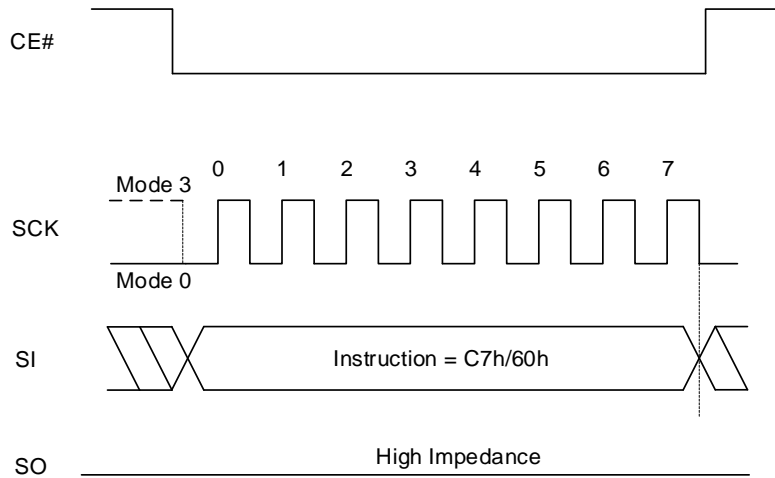 CE#
0 1 2 3 4 5 6 7
Mode 3
SCK
Mode 0
SI
Instruction = C7h/60h
SO
High Impedance